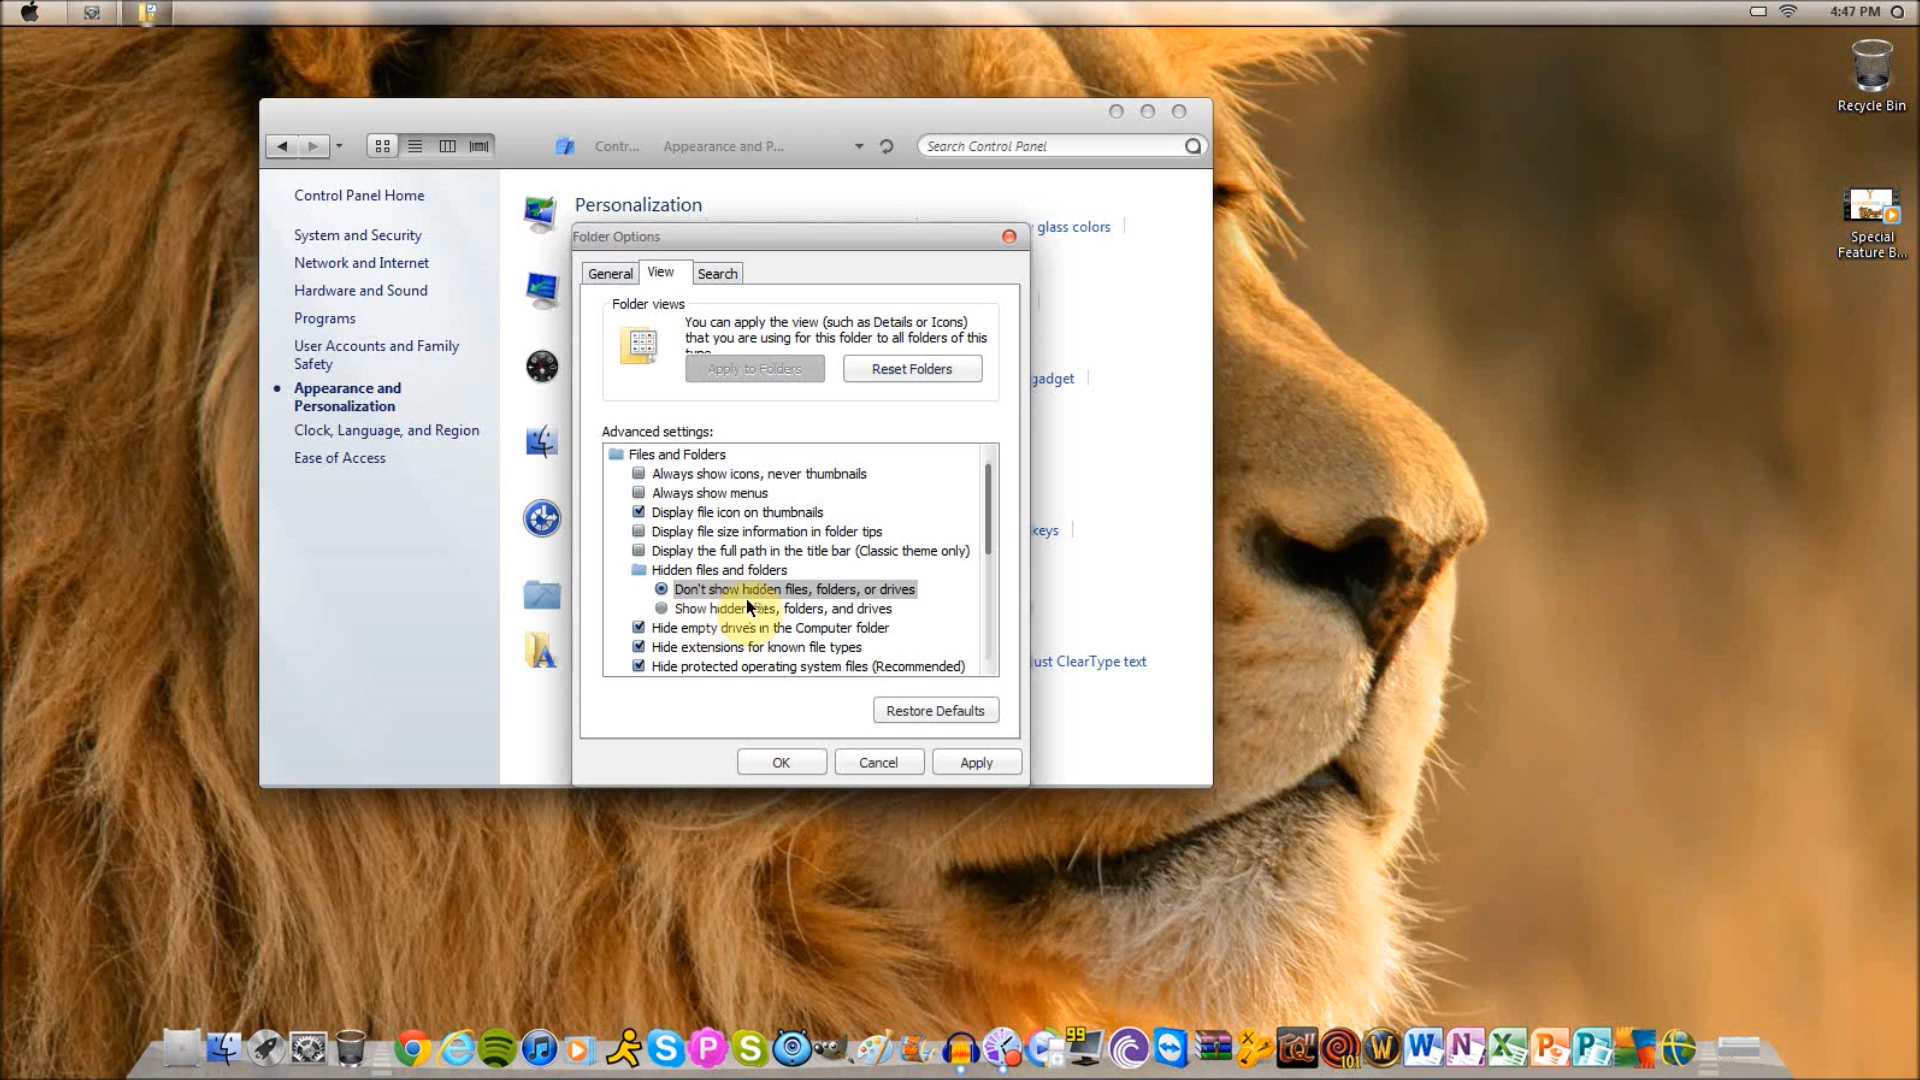 4:47 PM
Recycle Bin
Special
Feature B...
Contr...
Appearance and P...
Search Control Panel
Control Panel Home
System and Security
Network and Internet
Hardware and Sound
Programs
User Accounts and Family
Safety
Appearance and
Personalization
Clock, Language, and Region
Ease of Access
Personalization
glass colors
gadget
keys
ust ClearType text
Folder Options
General
View
Search
Folder views
You can apply the view (such as Details or Icons)
that you are using for this folder to all folders of this
Apply to Folders
Reset Folders
Advanced settings:
Files and Folders
Always show icons, never thumbnails
Always show menus
Display file icon on thumbnails
Display file size information in folder tips
Display the full path in the title bar (Classic theme only)
Hidden files and folders
Don't show hidden files, folders, or drives
Show hidden files, folders, and drives
Hide empty drives in the Computer folder
Hide extensions for known file types
Hide protected operating system files (Recommended)
Restore Defaults
OK
Cancel
Apply
99
101